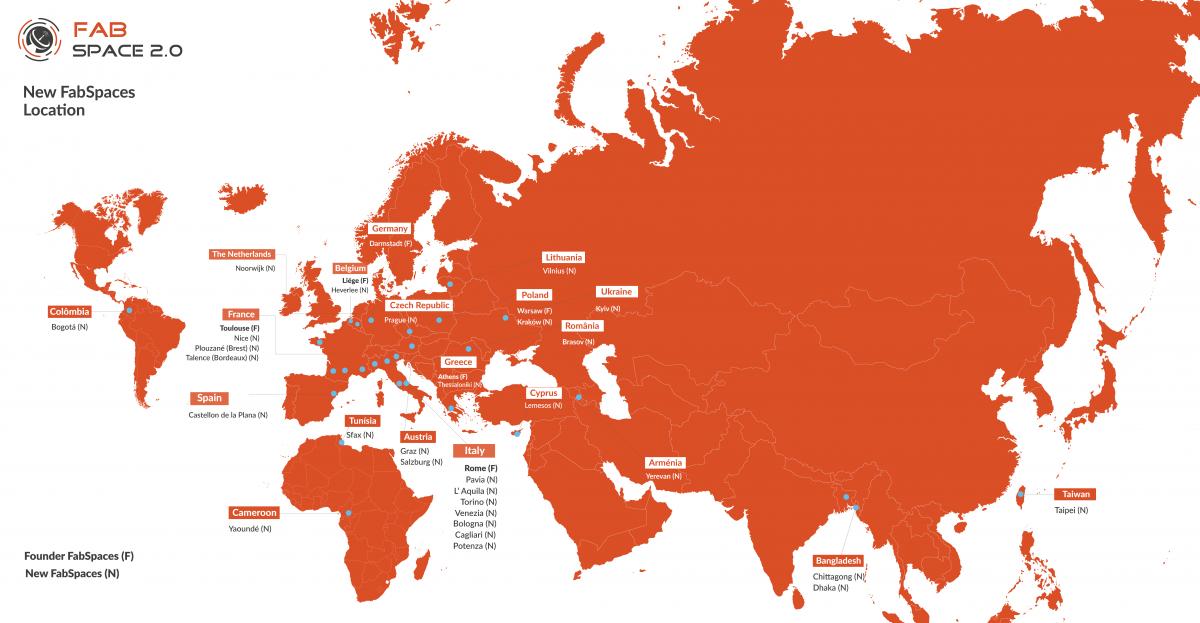 FAB
SPACE 2.0
New FabSpaces
Location
Germany
Darmstadt (F)
The Netherlands
Noorwijk (N)
Belgium
Liége (F)
Heverlee (N)
Lithuania
Vilnius (N)
Czech Republic
Prague (N)
Poland
Warsaw (F)
Kraków (N)
Ukraine
Kyiv (N)
Colômbia
Bogotá (N)
France
Toulouse (F)
Nice (N)
Plouzané (Brest) (N)
Talence (Bordeaux) (N)
România
Brasov (N)
Greece
Athens (F)
Thessaloniki (N)
Spain
Castellon de la Plana (N)
Cyprus
Lemesos (N)
Tunísia
Sfax (N)
Austria
Graz (N)
Salzburg (N)
Italy
Rome (F)
Pavia (N)
L' Aquila (N)
Torino (N)
Venezia (N)
Bologna (N)
Cagliari (N)
Potenza (N)
Arménia
Yerevan (N)
Taiwan
Taipei (N)
Cameroon
Yaoundé (N)
Bangladesh
Chittagong (N)
Dhaka (N)
Founder FabSpaces (F)
New FabSpaces (N)